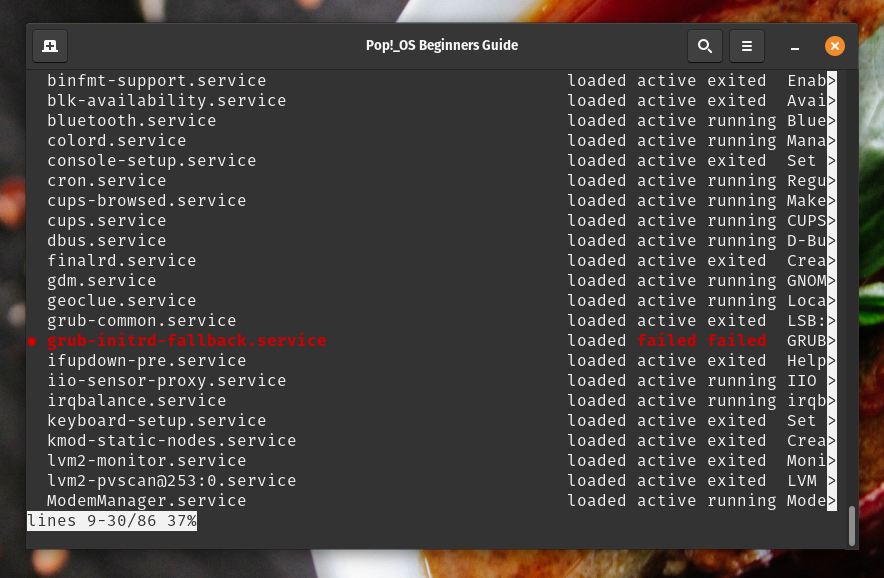 Pop!_OS Beginners Guide
binfmt-support.service loaded active exited Enab>
blk-availability.service loaded active exited Avai>
bluetooth.service loaded active running Blue>
colord.service loaded active running Mana>
console-setup.service loaded active exited Set >
cron.service loaded active running Regu>
cups-browsed.service loaded active running Make>
cups.service loaded active running CUPS>
dbus.service loaded active running D-Bu>
finalrd.service loaded active exited Crea>
gdm.service loaded active running GNOM>
geoclue.service loaded active running Loca>
grub-common.service loaded active exited LSB:>
● grub-initrd-fallback.service loaded failed failed GRUB>
ifupdown-pre.service loaded active exited Help>
iio-sensor-proxy.service loaded active running IIO >
irqbalance.service loaded active running irqb>
keyboard-setup.service loaded active exited Set >
kmod-static-nodes.service loaded active exited Crea>
lvm2-monitor.service loaded active exited Moni>
lvm2-pvscan@253:0.service loaded active exited LVM >
ModemManager.service loaded active running Mode>
lines 9-30/86 37%